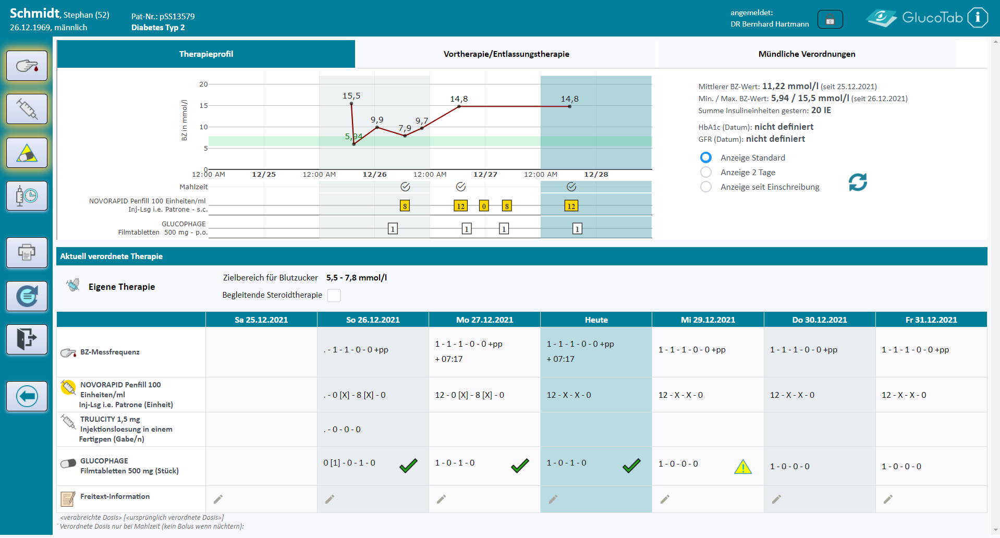 Schmidt, Stephan (52)
26.12.1969, männlich
Pat-Nr.: pSS13579
Diabetes Typ 2
angemeldet:
DR Bernhard Hartmann
GlucoTab
i
Therapieprofil
Vortherapie/Entlassungstherapie
Mündliche Verordnungen
BZ in mmol/l
20
15
10
5
0
15,5
5,94
9,9
7,9
9,7
14,8
14,8
12:00 AM 12/25 12:00 AM 12/26 12:00 AM 12/27 12:00 AM 12/28
Mahlzeit
NOVORAPID Penfill 100 Einheiten/ml
Inj-Lsg i.e. Patrone - s.c.
8 12 0 8 12
GLUCOPHAGE
Filmtabletten 500 mg - p.o.
1 1 1 1
Mittlerer BZ-Wert: 11,22 mmol/l (seit 25.12.2021)
Min. / Max. BZ-Wert: 5,94 / 15,5 mmol/l (seit 26.12.2021)
Summe Insulineinheiten gestern: 20 IE
HbA1c (Datum): nicht definiert
GFR (Datum): nicht definiert
Anzeige Standard
Anzeige 2 Tage
Anzeige seit Einschreibung
Aktuell verordnete Therapie
Eigene Therapie
Zielbereich für Blutzucker 5,5 - 7,8 mmol/l
Begleitende Steroidtherapie
Sa 25.12.2021 So 26.12.2021 Mo 27.12.2021 Heute Mi 29.12.2021 Do 30.12.2021 Fr 31.12.2021
BZ-Messfrequenz
. - 1 - 1 - 0 - 0 +pp
1 - 1 - 1 - 0 - 0 +pp
+ 07:17
1 - 1 - 1 - 0 - 0 +pp
+ 07:17
1 - 1 - 1 - 0 - 0 +pp
1 - 1 - 1 - 0 - 0 +pp
1 - 1 - 1 - 0 - 0 +pp
NOVORAPID Penfill 100
Einheiten/ml
Inj-Lsg i.e. Patrone (Einheit)
. - 0 [X] - 8 [X] - 0
12 - 0 [X] - 8 [X] - 0
12 - X - X - 0
12 - X - X - 0
12 - X - X - 0
12 - X - X - 0
TRULICITY 1,5 mg
Injektionsloesung in einem
Fertigpen (Gabe/n)
. - 0 - 0 - 0
GLUCOPHAGE
Filmtabletten 500 mg (Stück)
0 [1] - 0 - 1 - 0
1 - 0 - 1 - 0
1 - 0 - 1 - 0
1 - 0 - 0 - 0
1 - 0 - 0 - 0
1 - 0 - 0 - 0
Freitext-Information
<verabreichte Dosis> [<ursprünglich verordnete Dosis>]
Verordnete Dosis nur bei Mahlzeit (kein Bolus wenn nüchtern):